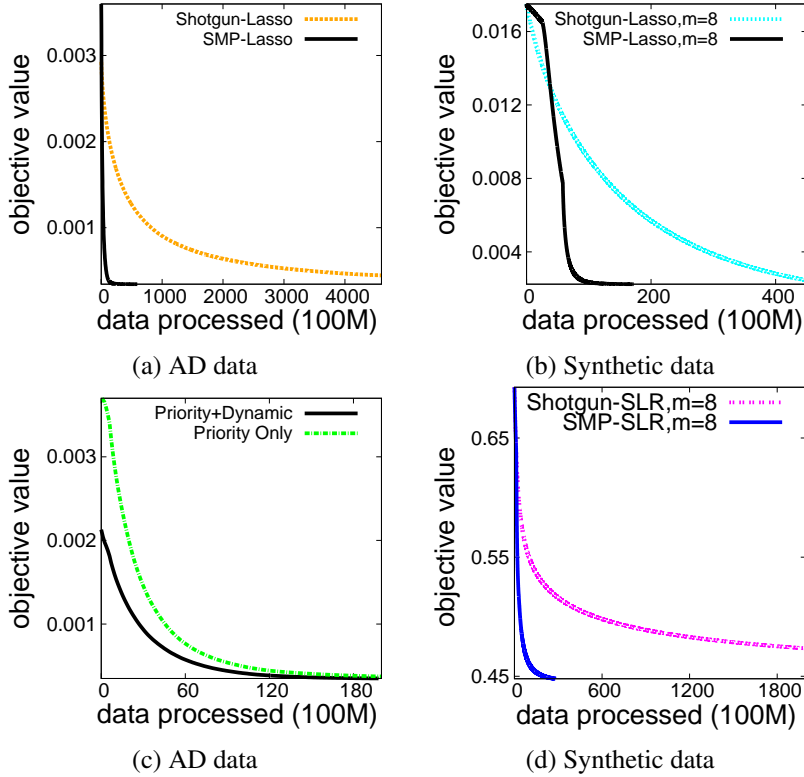 Shotgun-Lasso
SMP-Lasso
0.003
0.002
0.001
objective value
0 1000 2000 3000 4000
data processed (100M)
(a) AD data
Shotgun-Lasso,m=8
SMP-Lasso,m=8
0.016
0.012
0.008
0.004
objective value
0 200 400
data processed (100M)
(b) Synthetic data
Priority+Dynamic
Priority Only
0.003
0.002
0.001
objective value
0 60 120 180
data processed (100M)
(c) AD data
Shotgun-SLR,m=8
SMP-SLR,m=8
0.65
0.55
0.45
objective value
0 600 1200 1800
data processed (100M)
(d) Synthetic data